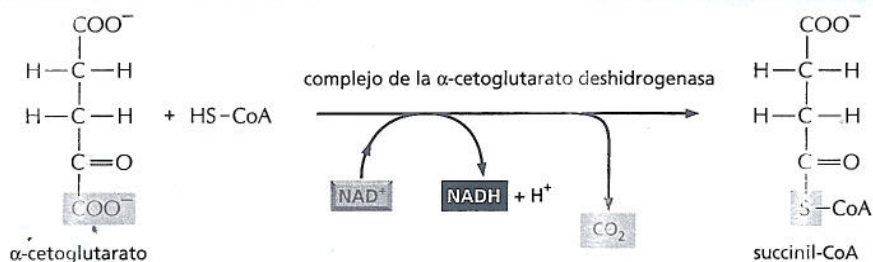 COO⁻
H—C—H
H—C—H
C=O
COO⁻
α-cetoglutarato
+ HS-CoA
complejo de la α-cetoglutarato deshidrogenasa
NAD⁺
NADH + H⁺
CO₂
COO⁻
H—C—H
H—C—H
C=O
S—CoA
succinil-CoA